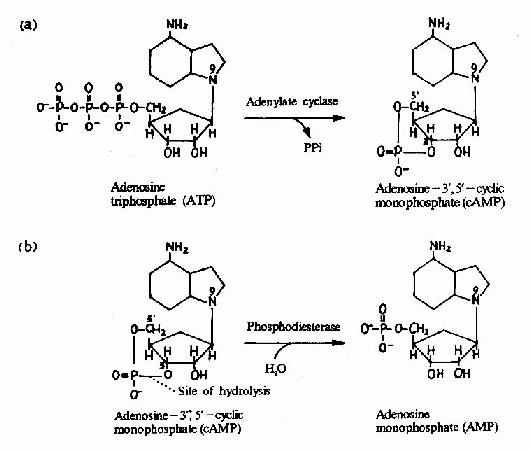 (a)
NH₂
9
N
O O O
O⁻-P-O-P-O-P-O-CH₂
O⁻ O⁻ O⁻
H H H H
OH OH
Adenosine
triphosphate (ATP)
Adenylate cyclase
PPi
NH₂
9
N
5'
O-CH₂
H H H H
O=P O OH
O⁻
Adenosine-3',5'-cyclic
monophosphate (cAMP)
(b)
NH₂
9
N
5'
O-CH₂
H H H H
3'
O=P O OH
O⁻
Site of hydrolysis
Adenosine-3',5'-cyclic
monophosphate (cAMP)
Phosphodiesterase
H₂O
NH₂
9
N
O
O⁻-P-O-CH₂
O⁻
H H H H
OH OH
Adenosine
monophosphate (AMP)